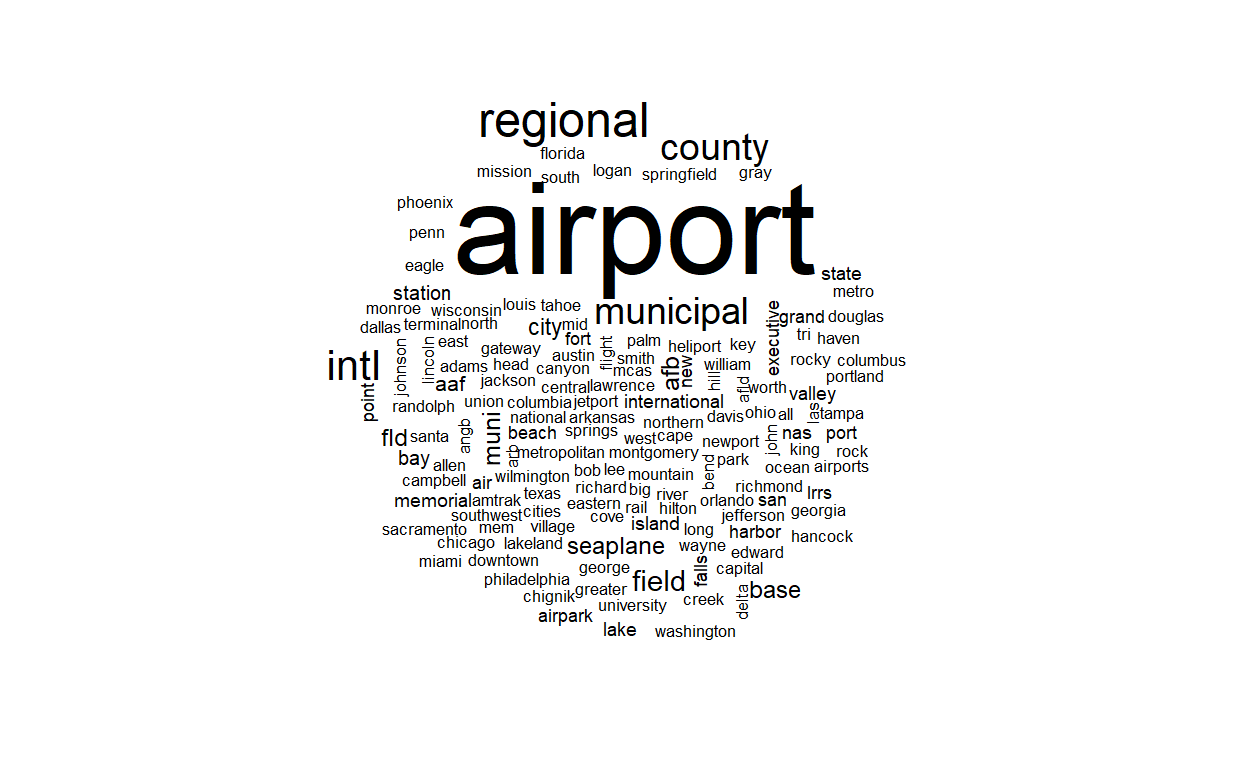 regional
county
florida
mission south logan springfield gray
airport
phoenix
penn
eagle
state
metro
station
municipal
executive
monroe wisconsin louis tahoe
grand douglas
dallas terminal north city mid
tri haven
johnson lincoln east gateway fort flight palm heliport key
intl
austin smith afb new william rocky columbus
adams head canyon mcas hill afld portland
point aaf jackson central lawrence worth valley
randolph union columbia jetport international las
muni national arkansas northern davis ohio all tampa
fld santa angb beach springs west cape newport john nas port
bay arb metropolitan montgomery bend park king rock
allen bob lee mountain ocean airports
campbell air wilmington richard big river richmond lrrs
memorial amtrak texas eastern rail hilton orlando san georgia
southwest cities cove island long jefferson
sacramento mem village harbor hancock
chicago lakeland seaplane wayne edward
miami downtown george falls capital
philadelphia field base
chignik greater university creek delta
airpark
lake washington